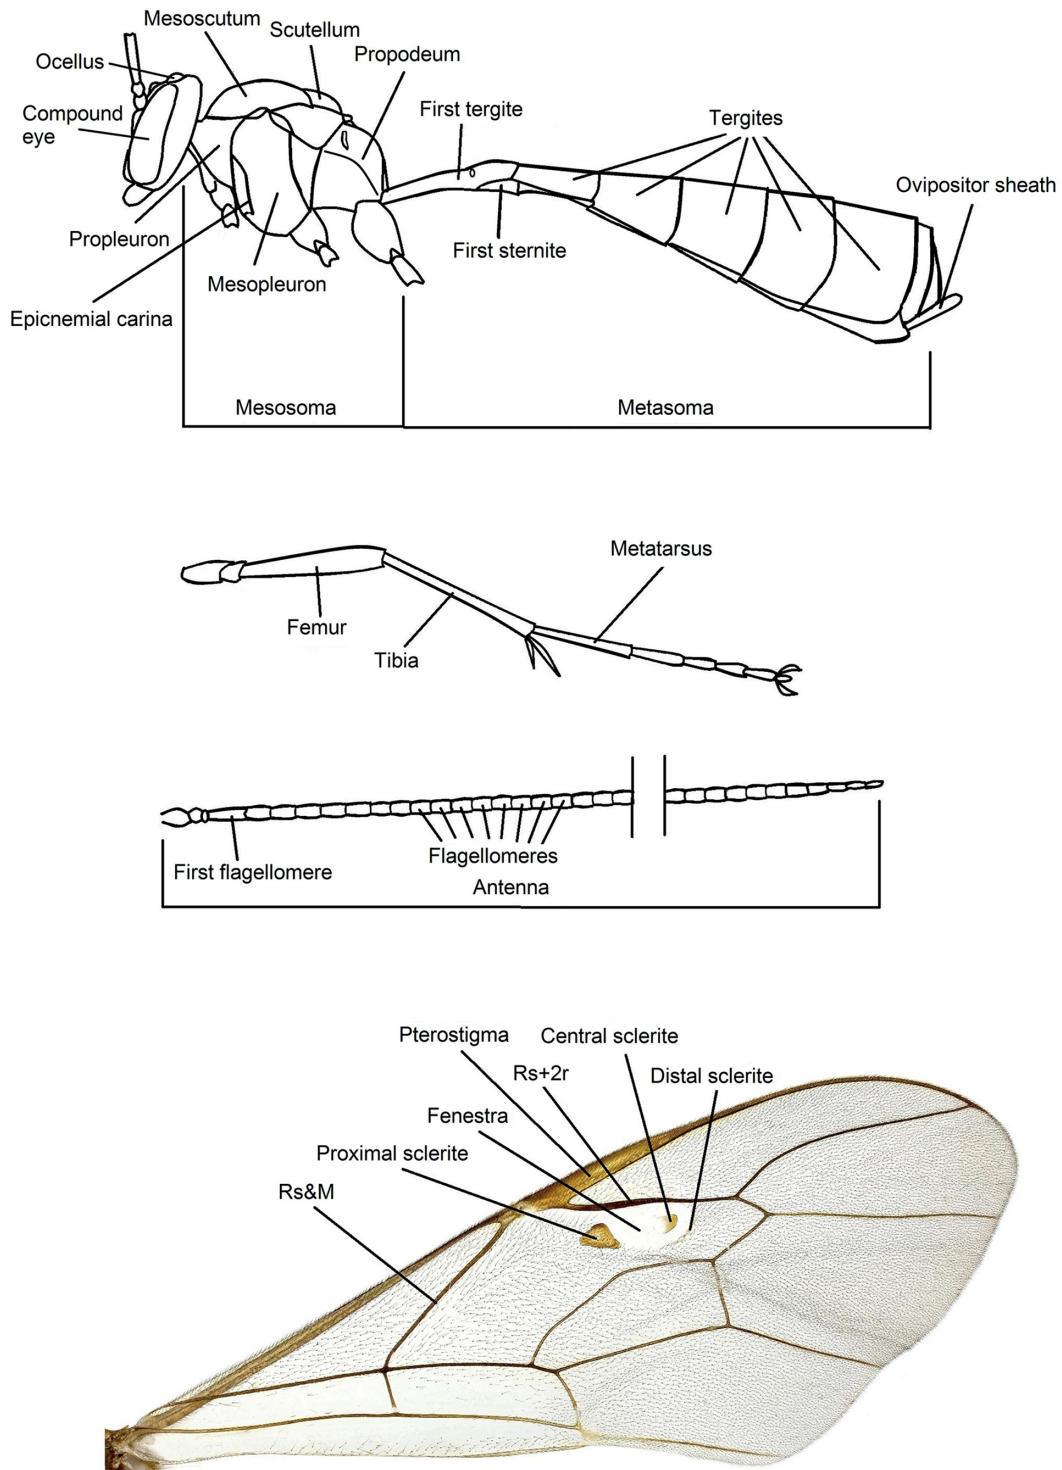 Mesoscutum
Scutellum
Ocellus
Propodeum
Compound
eye
First tergite
Tergites
Ovipositor sheath
Propleuron
First sternite
Mesopleuron
Epicnemial carina
Mesosoma
Metasoma
Metatarsus
Femur
Tibia
First flagellomere
Flagellomeres
Antenna
Pterostigma
Central sclerite
Rs+2r
Distal sclerite
Fenestra
Proximal sclerite
Rs&M